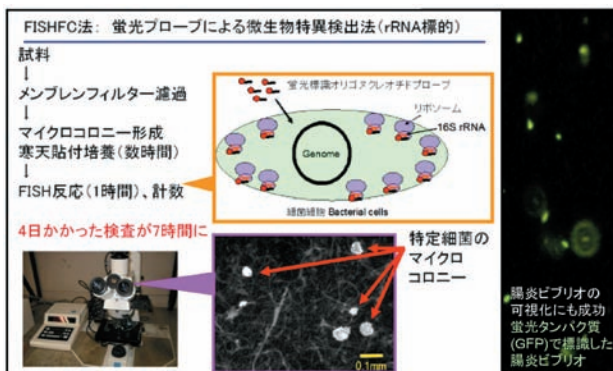 FISHFC法： 蛍光プローブによる微生物特異検出法（rRNA標的）
試料
↓
メンブレンフィルター濾過
↓
マイクロコロニー形成
寒天貼付培養（数時間）
↓
FISH反応（1時間）、計数
4日かかった検査が7時間に
蛍光標識オリゴヌクレオチドプローブ
リボソーム
16S rRNA
Genome
細菌細胞 Bacterial cells
特定細菌の
マイクロ
コロニー
0.1mm
腸炎ビブリオの
可視化にも成功
蛍光タンパク質
(GFP)で標識した
腸炎ビブリオ